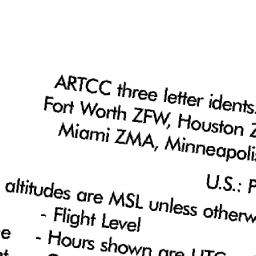 ARTCC three letter idents.
Fort Worth ZFW, Houston Z
Miami ZMA, Minneapolis
U.S.: P
altitudes are MSL unless otherw
- Flight Level
- Hours shown are UTC